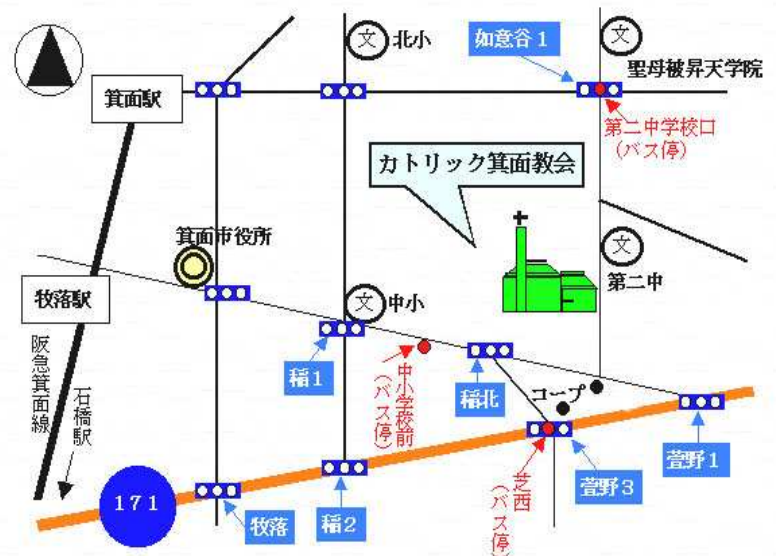 文
北小
如意谷1
文
聖母被昇天学院
箕面駅
第二中学校口
(バス停)
カトリック箕面教会
箕面市役所
文
第二中
牧落駅
文
中小
稲1
中小学校前
(バス停)
稲北
コープ
阪急箕面線
石橋駅
萱野1
171
牧落
稲2
芝西
(バス停)
萱野3